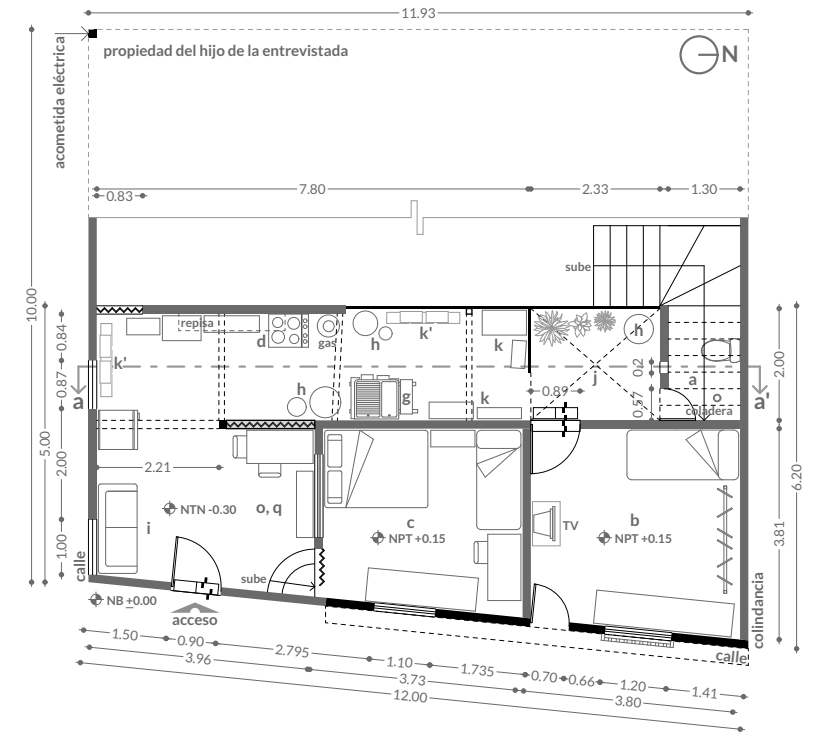 11.93
propiedad del hijo de la entrevistada
N
acometida eléctrica
7.80
2.33
1.30
0.83
sube
10.00
5.00
0.84
0.87
2.00
1.00
repisa
d
gas
h
k'
k
h
k'
h
g
k
j
0.2
0.89
0.57
a
o
coladera
a
a'
2.00
6.20
3.81
2.21
NTN -0.30
o, q
i
c
NPT +0.15
TV
b
NPT +0.15
calle
sube
NB +0.00
acceso
colindancia
calle
1.50
0.90
2.795
1.10
1.735
0.70
0.66
1.20
1.41
3.96
3.73
3.80
12.00